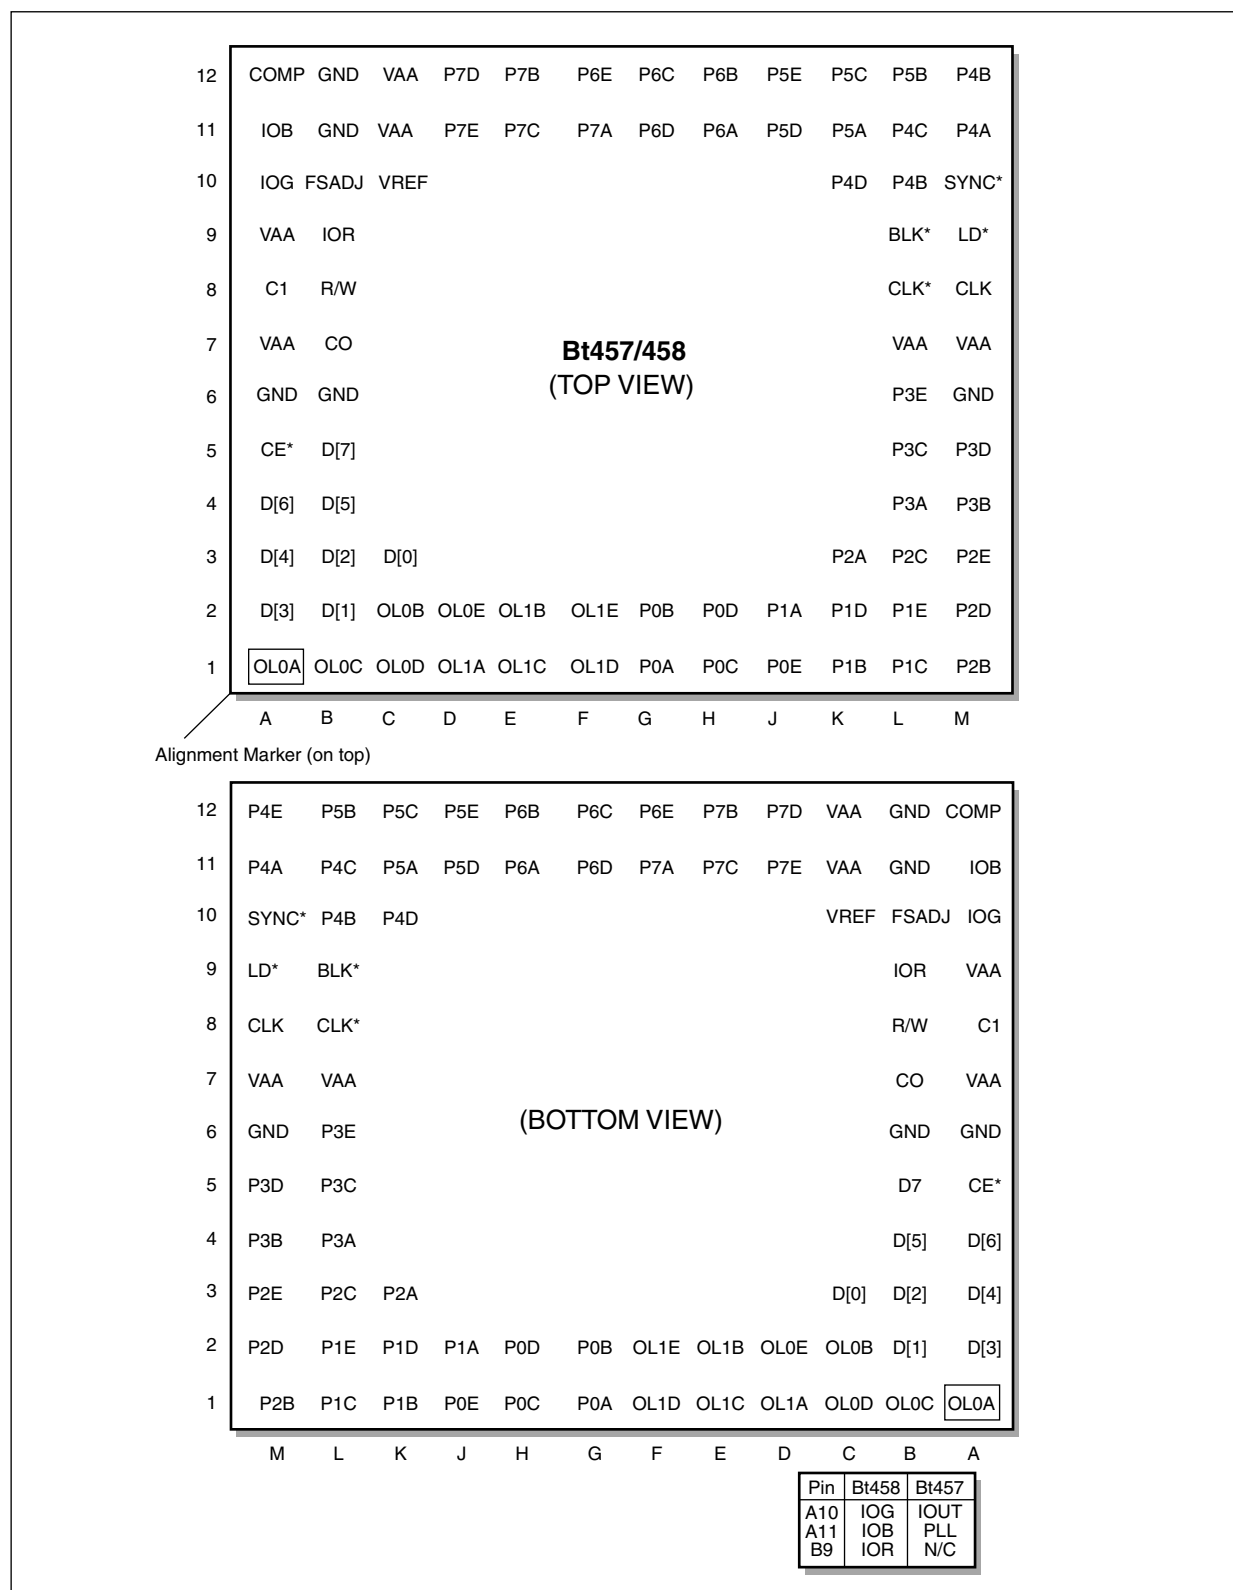 12 COMP GND VAA P7D P7B P6E P6C P6B P5E P5C P5B P4B
11 IOB GND VAA P7E P7C P7A P6D P6A P5D P5A P4C P4A
10 IOG FSADJ VREF P4D P4B SYNC*
9 VAA IOR BLK* LD*
8 C1 R/W CLK* CLK
7 VAA CO VAA VAA
Bt457/458
(TOP VIEW)
6 GND GND P3E GND
5 CE* D[7] P3C P3D
4 D[6] D[5] P3A P3B
3 D[4] D[2] D[0] P2A P2C P2E
2 D[3] D[1] OL0B OL0E OL1B OL1E P0B P0D P1A P1D P1E P2D
1 OL0A OL0C OL0D OL1A OL1C OL1D P0A P0C P0E P1B P1C P2B
A B C D E F G H J K L M
Alignment Marker (on top)
12 P4E P5B P5C P5E P6B P6C P6E P7B P7D VAA GND COMP
11 P4A P4C P5A P5D P6A P6D P7A P7C P7E VAA GND IOB
10 SYNC* P4B P4D VREF FSADJ IOG
9 LD* BLK* IOR VAA
8 CLK CLK* R/W C1
7 VAA VAA CO VAA
(BOTTOM VIEW)
6 GND P3E GND GND
5 P3D P3C D7 CE*
4 P3B P3A D[5] D[6]
3 P2E P2C P2A D[0] D[2] D[4]
2 P2D P1E P1D P1A P0D P0B OL1E OL1B OL0E OL0B D[1] D[3]
1 P2B P1C P1B P0E P0C P0A OL1D OL1C OL1A OL0D OL0C OL0A
M L K J H G F E D C B A
Pin Bt458 Bt457
A10 IOG IOUT
A11 IOB PLL
B9 IOR N/C